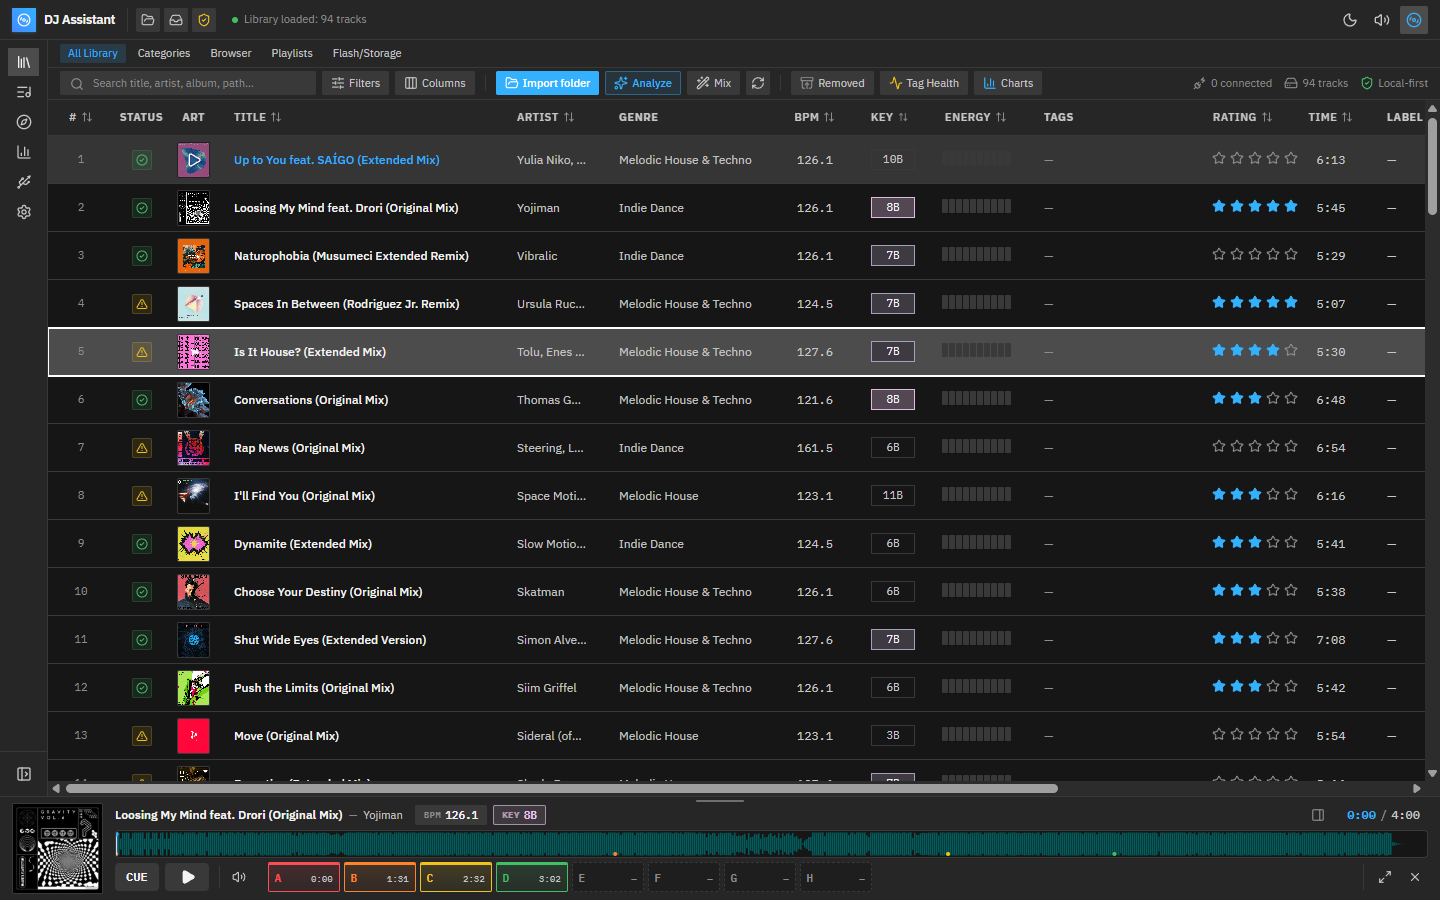 DJ Assistant
Library loaded: 94 tracks
All Library Categories Browser Playlists Flash/Storage
Search title, artist, album, path... Filters Columns Import folder Analyze Mix Removed Tag Health Charts 0 connected 94 tracks Local-first
# STATUS ART TITLE ARTIST GENRE BPM KEY ENERGY TAGS RATING TIME LABEL
1 Up to You feat. SAÍGO (Extended Mix) Yulia Niko, ... Melodic House & Techno 126.1 10B — 6:13 —
2 Loosing My Mind feat. Drori (Original Mix) Yojiman Indie Dance 126.1 8B — 5:45 —
3 Naturophobia (Musumeci Extended Remix) Vibralic Indie Dance 126.1 7B — 5:29 —
4 Spaces In Between (Rodriguez Jr. Remix) Ursula Ruc... Melodic House & Techno 124.5 7B — 5:07 —
5 Is It House? (Extended Mix) Tolu, Enes ... Melodic House & Techno 127.6 7B — 5:30 —
6 Conversations (Original Mix) Thomas G... Melodic House & Techno 121.6 8B — 6:48 —
7 Rap News (Original Mix) Steering, L... Indie Dance 161.5 6B — 6:54 —
8 I'll Find You (Original Mix) Space Moti... Melodic House 123.1 11B — 6:16 —
9 Dynamite (Extended Mix) Slow Motio... Indie Dance 124.5 6B — 5:41 —
10 Choose Your Destiny (Original Mix) Skatman Melodic House & Techno 126.1 6B — 5:38 —
11 Shut Wide Eyes (Extended Version) Simon Alve... Melodic House & Techno 127.6 7B — 7:08 —
12 Push the Limits (Original Mix) Siim Griffel Melodic House & Techno 126.1 6B — 5:42 —
13 Move (Original Mix) Sideral (of... Melodic House 123.1 3B — 5:54 —
GRAVITY
Loosing My Mind feat. Drori (Original Mix) — Yojiman BPM 126.1 KEY 8B 0:00 / 4:00
CUE A 0:00 B 1:31 C 2:32 D 3:02 E – F – G – H –